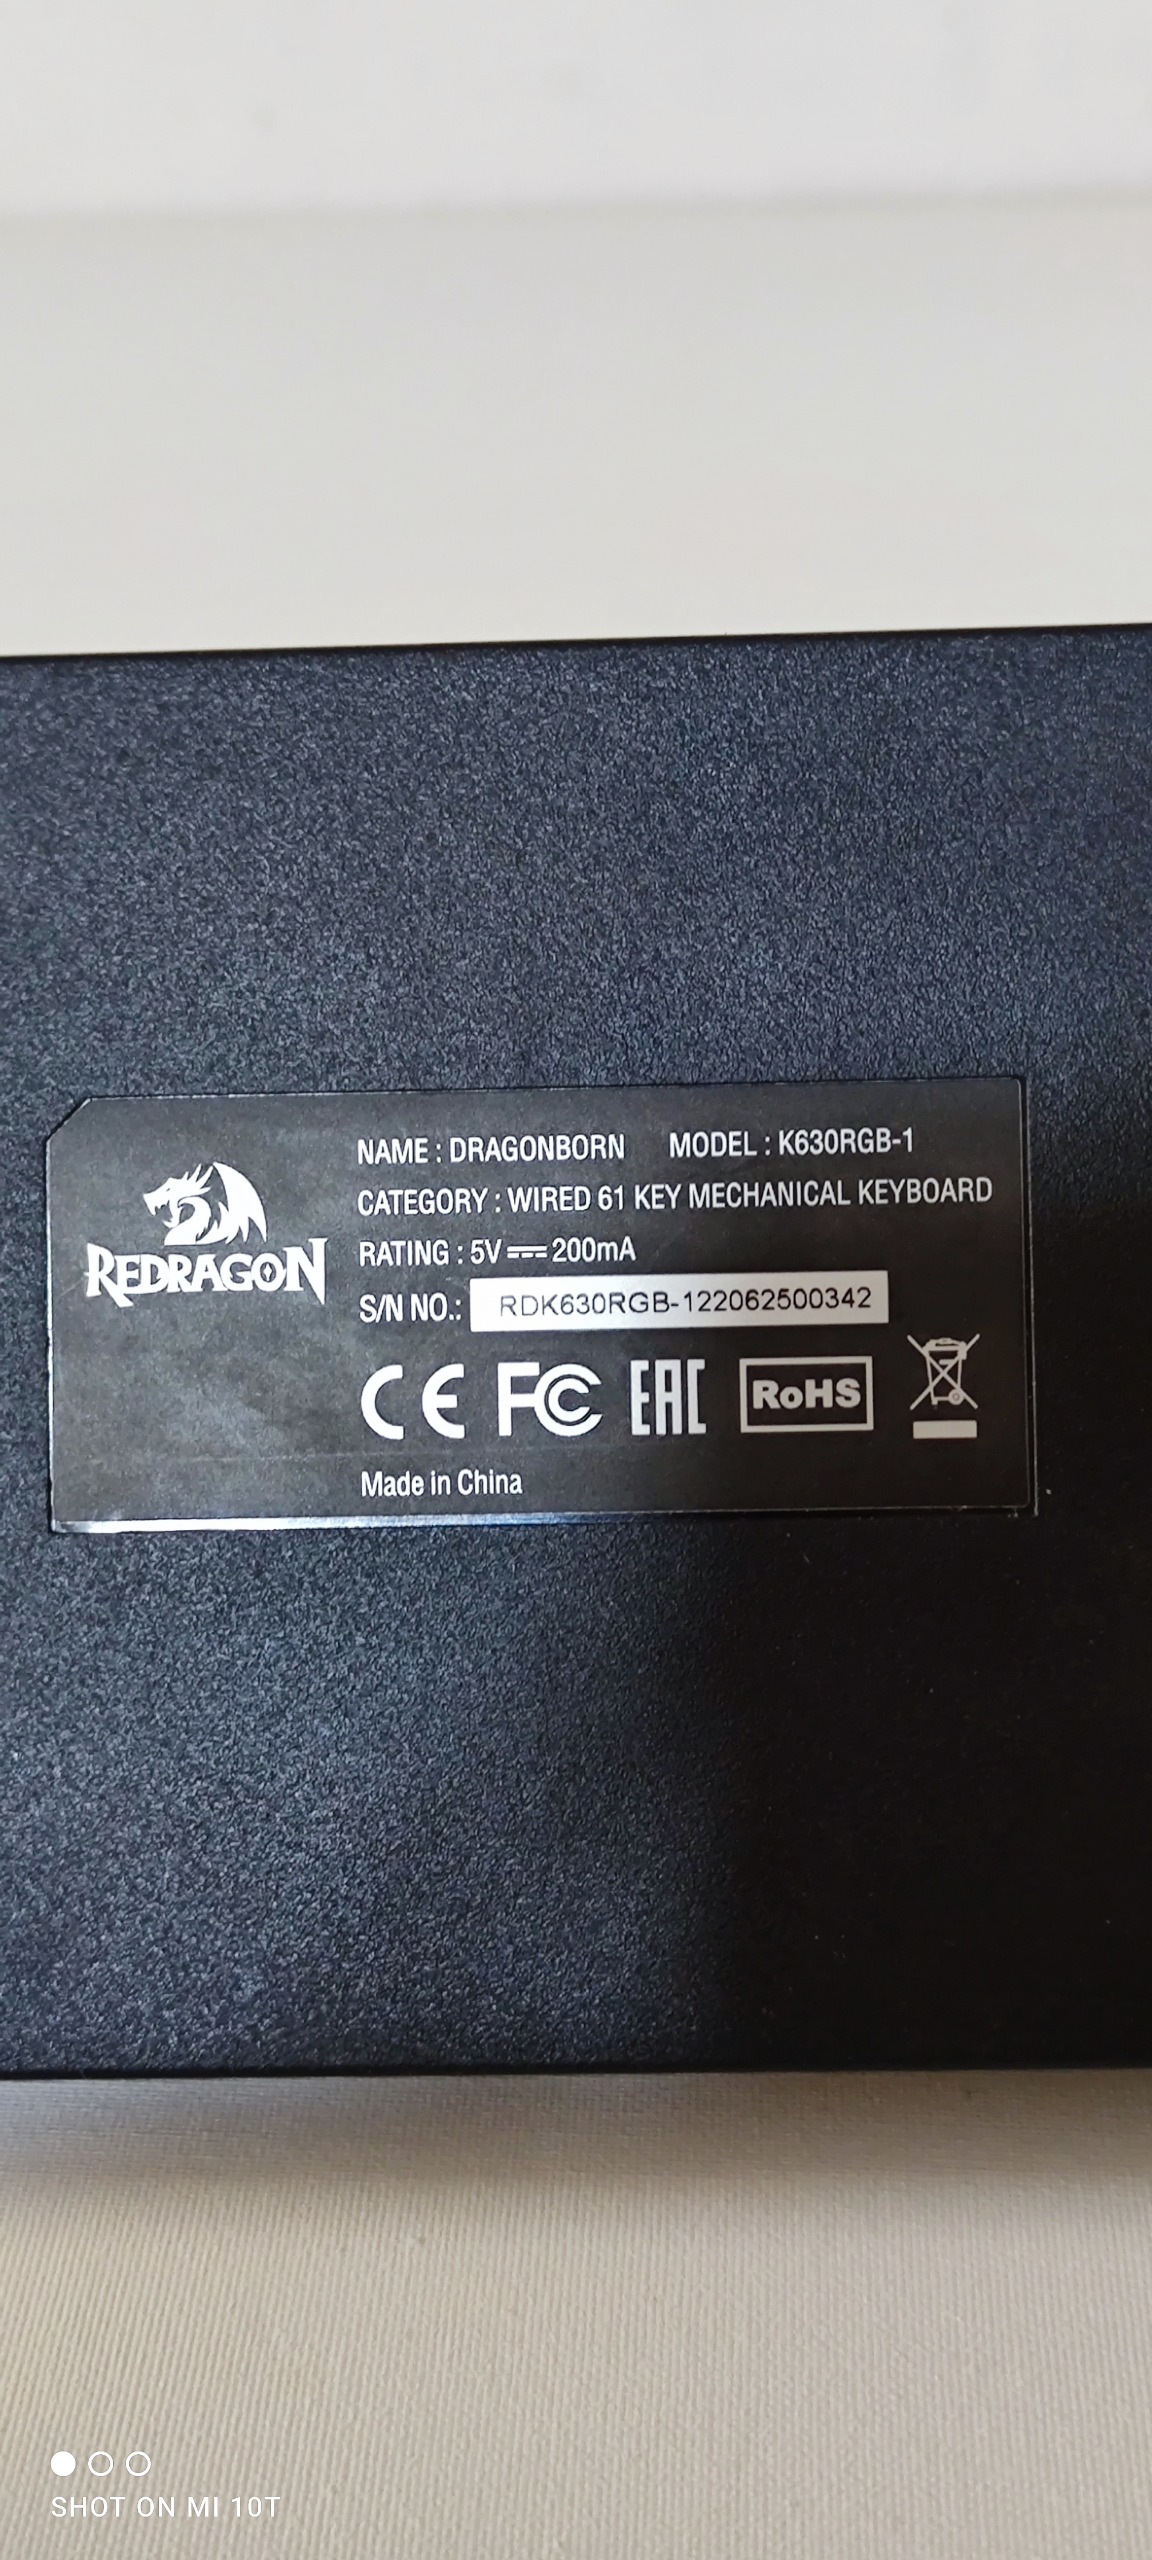 REDRAGON
NAME : DRAGONBORN MODEL : K630RGB-1
CATEGORY : WIRED 61 KEY MECHANICAL KEYBOARD
RATING : 5V ⎓ 200mA
S/N NO.: RDK630RGB-122062500342
CE FC EAC RoHS
Made in China
SHOT ON MI 10T